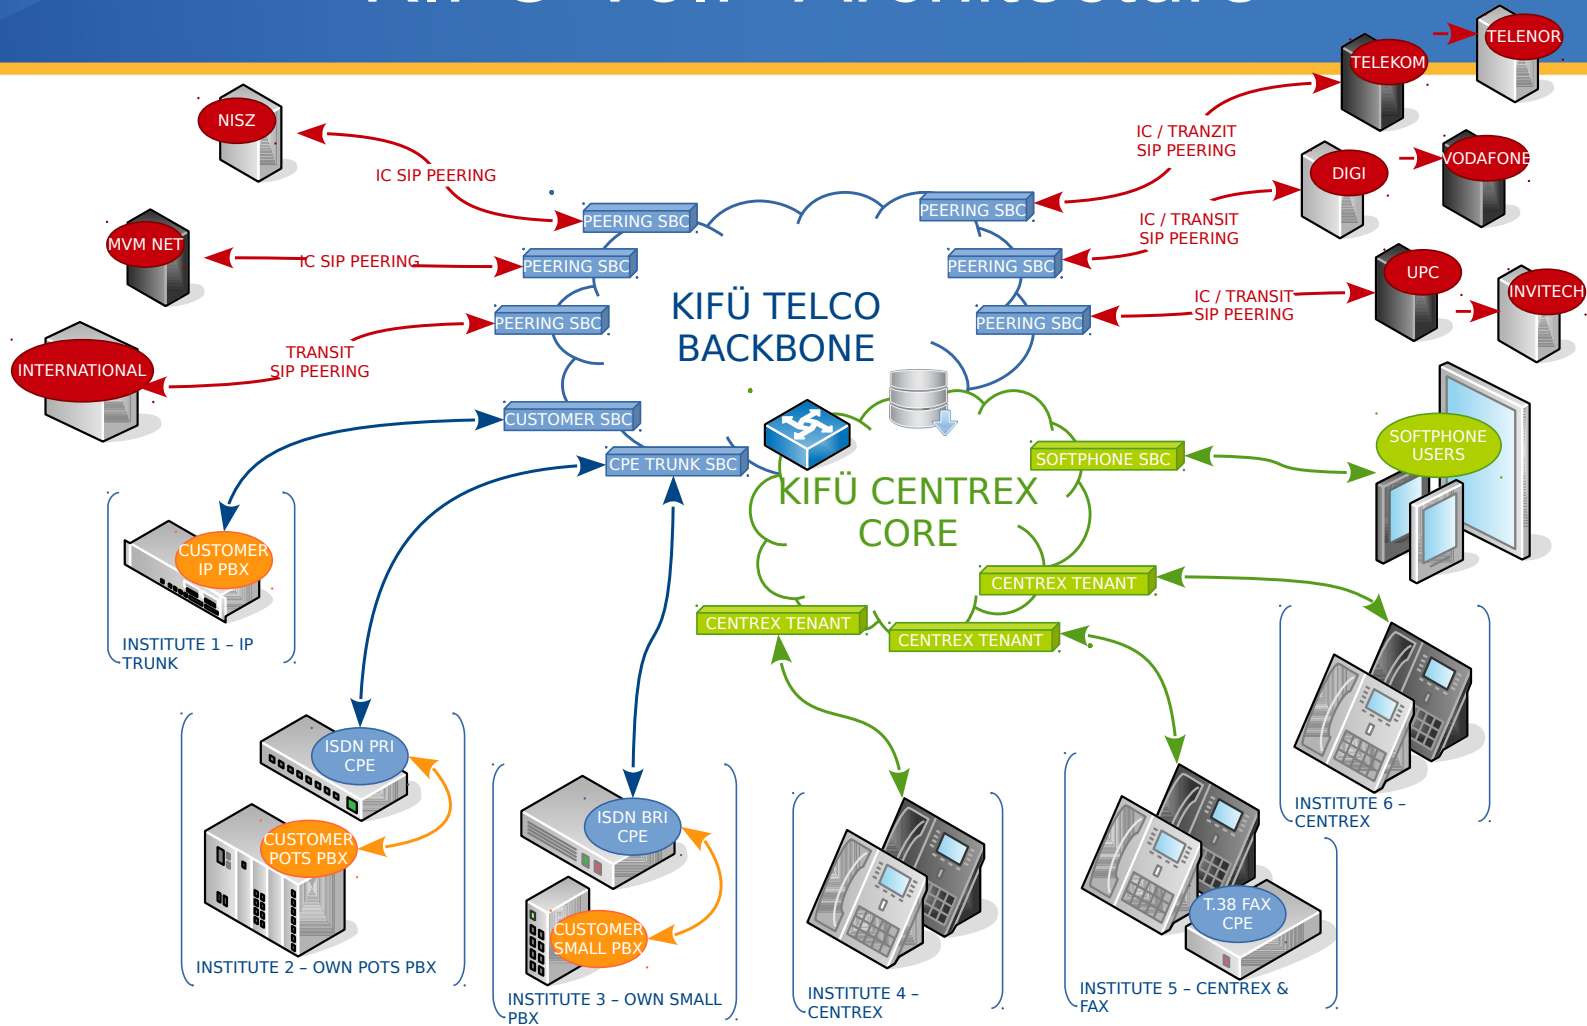 KIFÜ VoIP Architecture
TELENOR
TELEKOM
NISZ
IC / TRANZIT
SIP PEERING
VODAFONE
DIGI
IC SIP PEERING
PEERING SBC
PEERING SBC
IC / TRANSIT
SIP PEERING
MVM NET
IC SIP PEERING
PEERING SBC
PEERING SBC
UPC
INVITECH
IC / TRANSIT
SIP PEERING
KIFÜ TELCO
BACKBONE
PEERING SBC
PEERING SBC
TRANSIT
SIP PEERING
INTERNATIONAL
CUSTOMER SBC
CPE TRUNK SBC
SOFTPHONE SBC
SOFTPHONE
USERS
KIFÜ CENTREX
CORE
CUSTOMER
IP PBX
INSTITUTE 1 – IP
TRUNK
CENTREX TENANT
CENTREX TENANT
CENTREX TENANT
ISDN PRI
CPE
CUSTOMER
POTS PBX
INSTITUTE 2 – OWN POTS PBX
ISDN BRI
CPE
CUSTOMER
SMALL PBX
INSTITUTE 3 – OWN SMALL
PBX
INSTITUTE 4 –
CENTREX
T.38 FAX
CPE
INSTITUTE 5 – CENTREX &
FAX
INSTITUTE 6 –
CENTREX